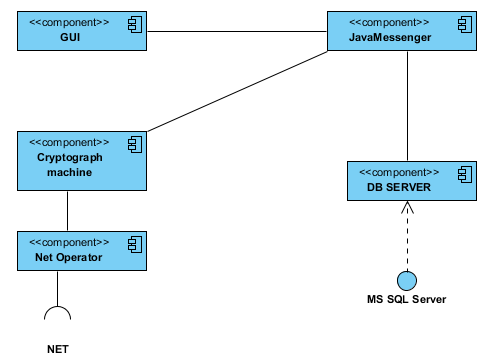 <<component>>
GUI
<<component>>
JavaMessenger
<<component>>
Cryptograph
machine
<<component>>
DB SERVER
<<component>>
Net Operator
MS SQL Server
NET